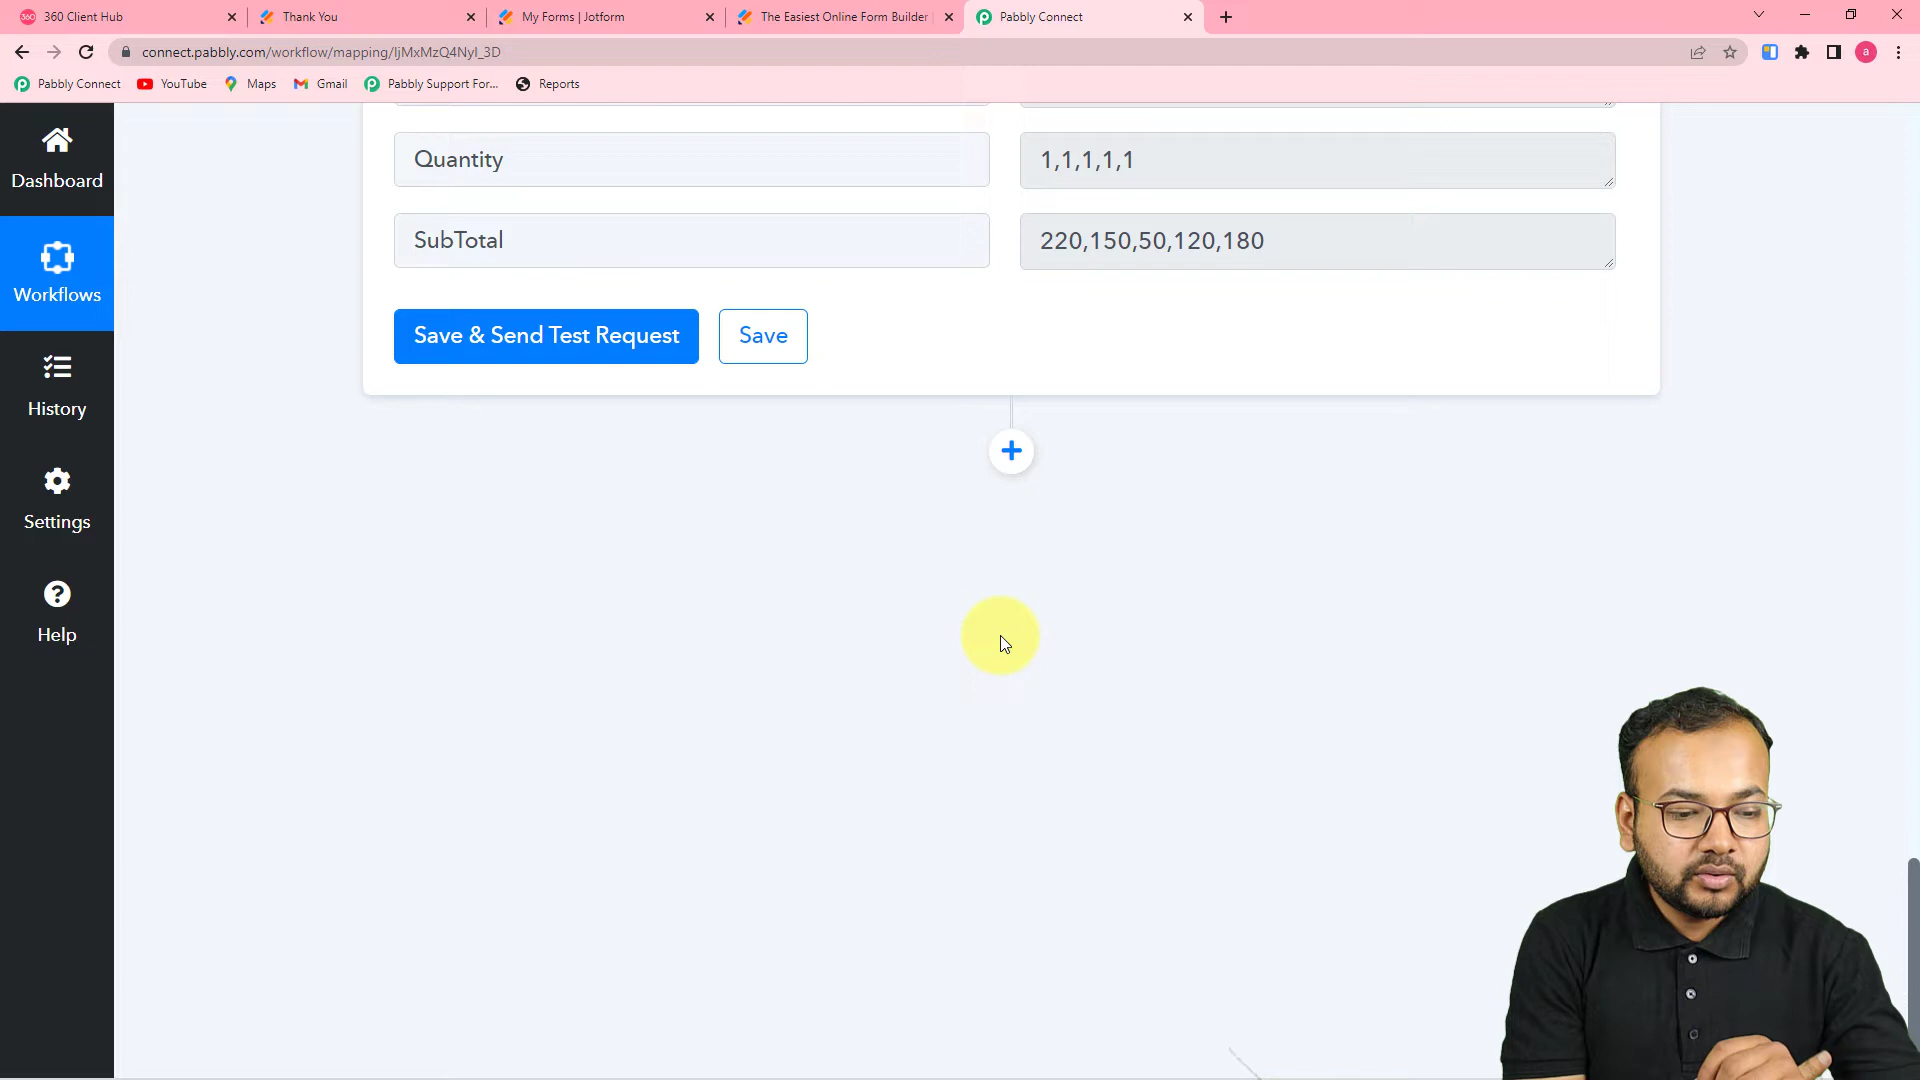 360 Client Hub
Thank You
My Forms | Jotform
The Easiest Online Form Builder
Pabbly Connect
connect.pabbly.com/workflow/mapping/IjMxMzQ4NyI_3D
a
Pabbly Connect
YouTube
Maps
Gmail
Pabbly Support For...
Reports
Dashboard
Workflows
History
Settings
Help
Quantity
1,1,1,1,1
SubTotal
220,150,50,120,180
Save & Send Test Request
Save